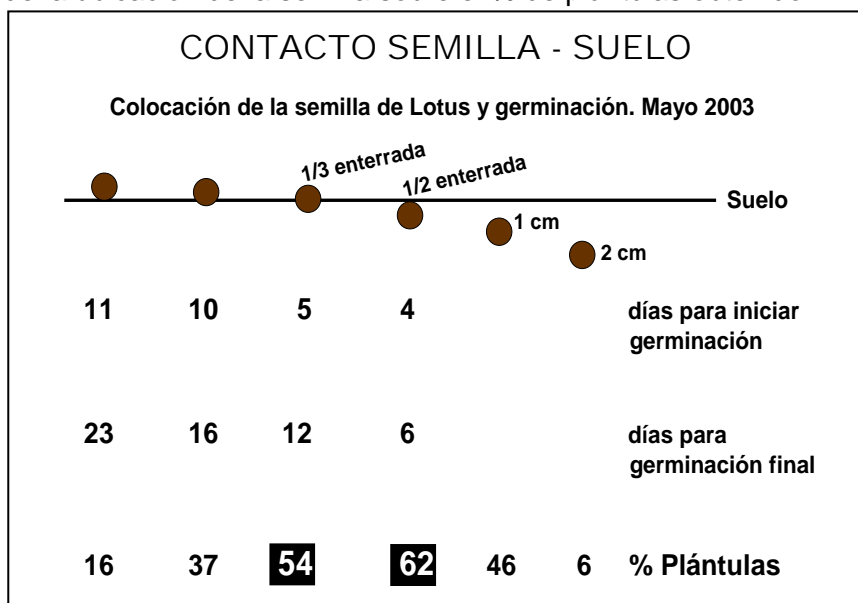 CONTACTO SEMILLA - SUELO
Colocación de la semilla de Lotus y germinación. Mayo 2003
1/3 enterrada
1/2 enterrada
Suelo
1 cm
2 cm
11 10 5 4 días para iniciar
germinación
23 16 12 6 días para
germinación final
16 37 54 62 46 6 % Plántulas